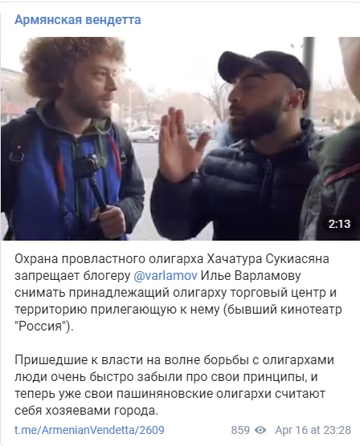 Армянская вендетта
2:13
Охрана провластного олигарха Хачатура Сукиасяна
запрещает блогеру @varlamov Илье Варламову
снимать принадлежащий олигарху торговый центр и
территорию прилегающую к нему (бывший кинотеатр
"Россия").
Пришедшие к власти на волне борьбы с олигархами
люди очень быстро забыли про свои принципы, и
теперь уже свои пашиняновские олигархи считают
себя хозяевами города.
t.me/ArmenianVendetta/2609 859 Apr 16 at 23:28